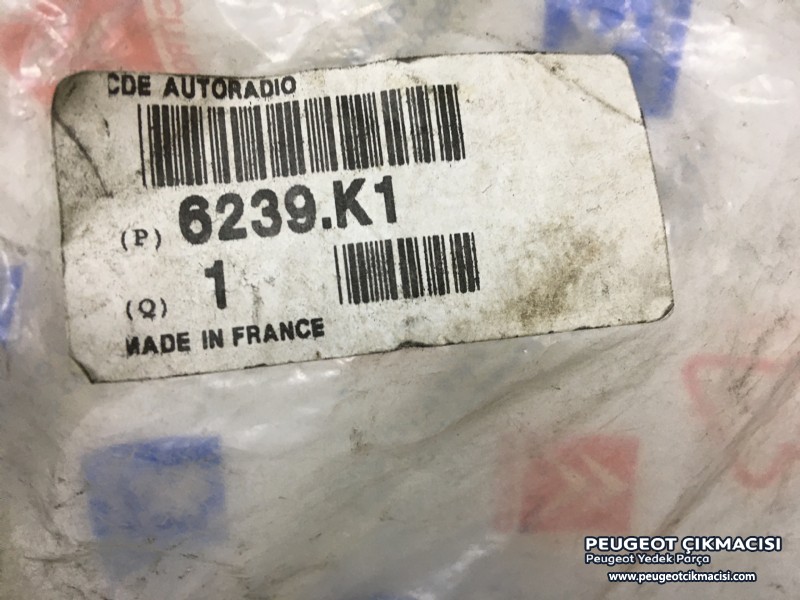 CDE AUTORADIO
(P) 6239.K1
(Q) 1
MADE IN FRANCE
PEUGEOT ÇIKMACISI
Peugeot Yedek Parça
www.peugeotcikmacisi.com